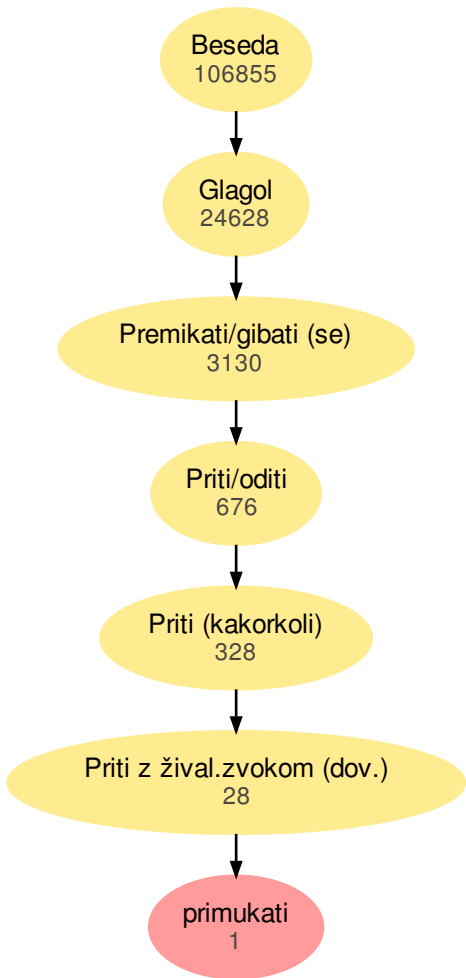 Beseda
106855
Glagol
24628
Premikati/gibati (se)
3130
Priti/oditi
676
Priti (kakorkoli)
328
Priti z žival.zvokom (dov.)
28
primukati
1